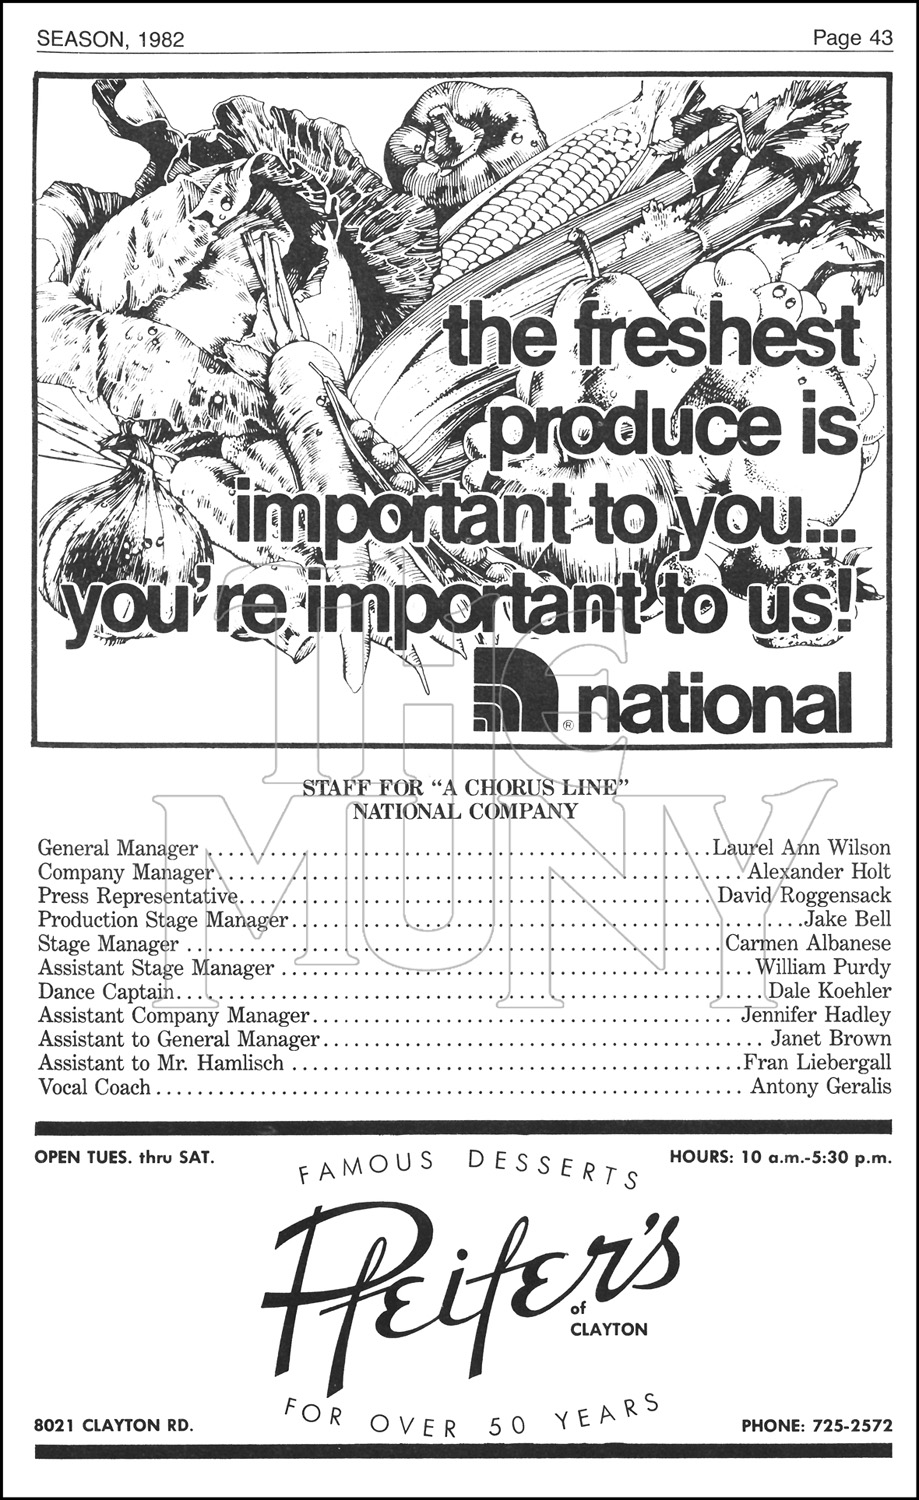 SEASON, 1982 Page 43
the freshest
produce is
important to you...
you're important to us!
® national
STAFF FOR “A CHORUS LINE”
NATIONAL COMPANY
General Manager ................................................... Laurel Ann Wilson
Company Manager ................................................... Alexander Holt
Press Representative ................................................... David Roggensack
Production Stage Manager ................................................... Jake Bell
Stage Manager ................................................... Carmen Albanese
Assistant Stage Manager ................................................... William Purdy
Dance Captain ................................................... Dale Koehler
Assistant Company Manager ................................................... Jennifer Hadley
Assistant to General Manager ................................................... Janet Brown
Assistant to Mr. Hamlisch ................................................... Fran Liebergall
Vocal Coach ................................................... Antony Geralis
THE
MUNY
OPEN TUES. thru SAT. HOURS: 10 a.m.-5:30 p.m.
FAMOUS DESSERTS
Pfeifer's
of
CLAYTON
FOR OVER 50 YEARS
8021 CLAYTON RD. PHONE: 725-2572